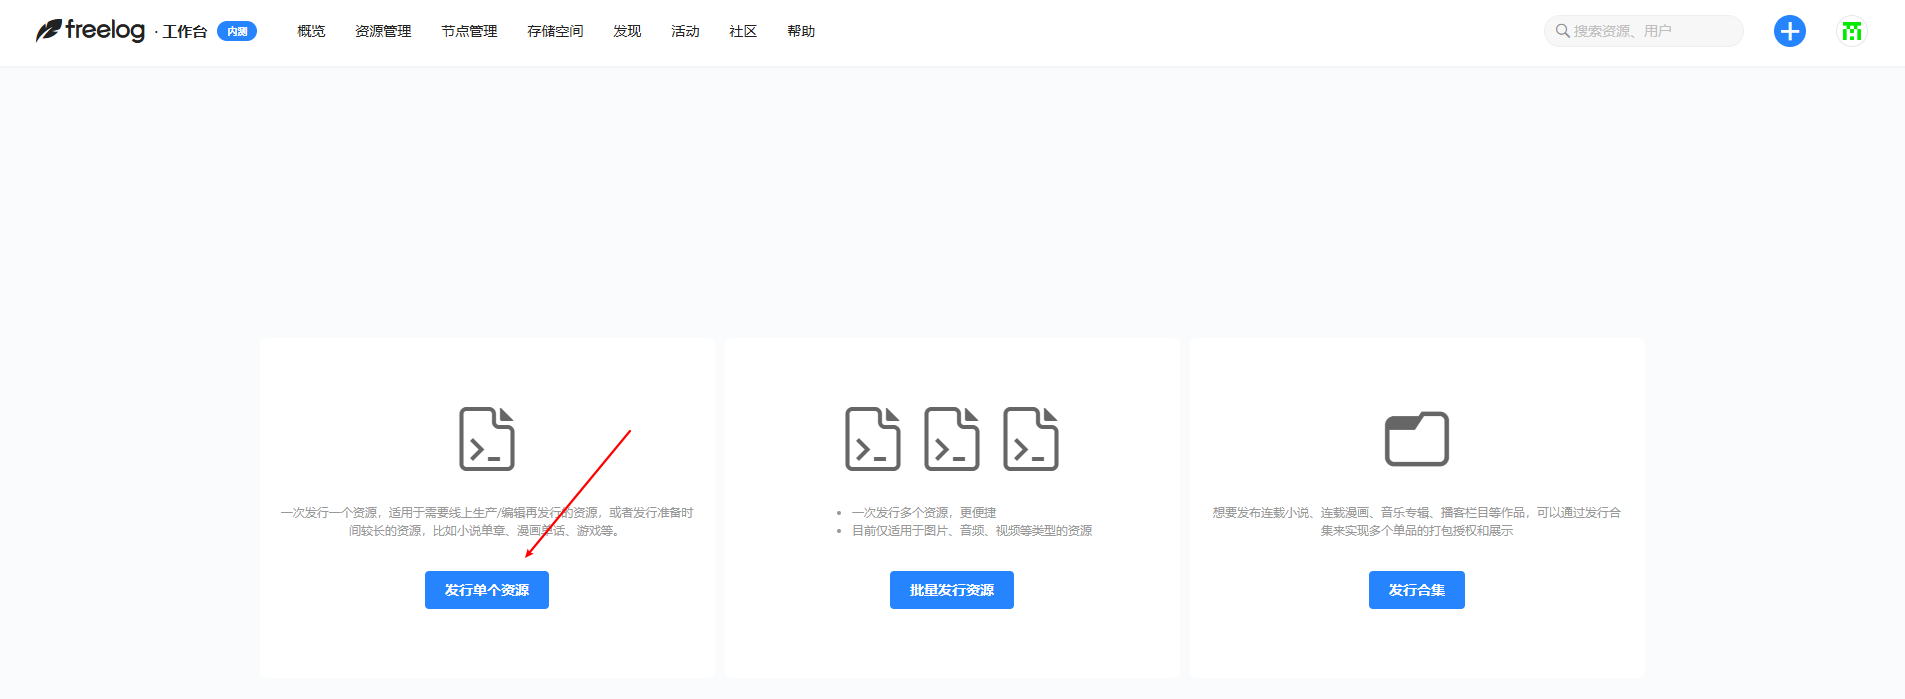 freelog · 工作台 内测 概览 资源管理 节点管理 存储空间 发现 活动 社区 帮助 搜索资源、用户
一次发行一个资源，适用于需要线上生产/编辑再发行的资源，或者发行准备时
间较长的资源，比如小说单章、漫画单话、游戏等。
发行单个资源
• 一次发行多个资源，更便捷
• 目前仅适用于图片、音频、视频等类型的资源
批量发行资源
想要发布连载小说、连载漫画、音乐专辑、播客栏目等作品，可以通过发行合
集来实现多个单品的打包授权和展示
发行合集